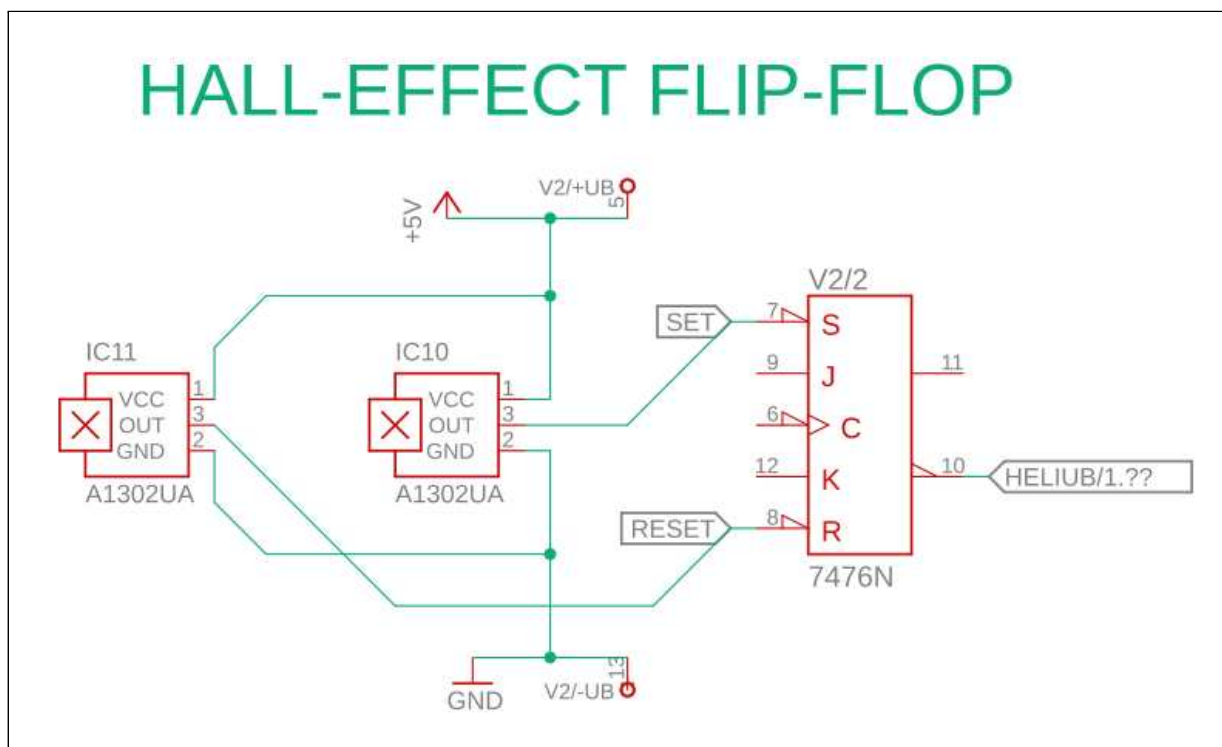 HALL-EFFECT FLIP-FLOP
V2/+UB
5
+5V
V2/2
7
S
SET
9
J
11
6
C
12
K
10
HELIUB/1.??
8
R
RESET
7476N
IC11
VCC
1
OUT
3
GND
2
A1302UA
IC10
VCC
1
OUT
3
GND
2
A1302UA
GND
V2/-UB
13